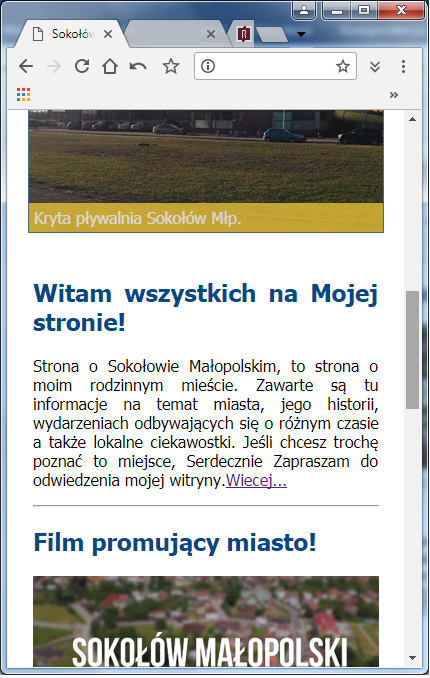 Sokołów
Kryta pływalnia Sokołów Młp.
Witam wszystkich na Mojej
stronie!
Strona o Sokołowie Małopolskim, to strona o
moim rodzinnym mieście. Zawarte są tu
informacje na temat miasta, jego historii,
wydarzeniach odbywających się o różnym czasie
a także lokalne ciekawostki. Jeśli chcesz trochę
poznać to miejsce, Serdecznie Zapraszam do
odwiedzenia mojej witryny.Wiecej...
Film promujący miasto!
SOKOŁÓW MAŁOPOLSKI